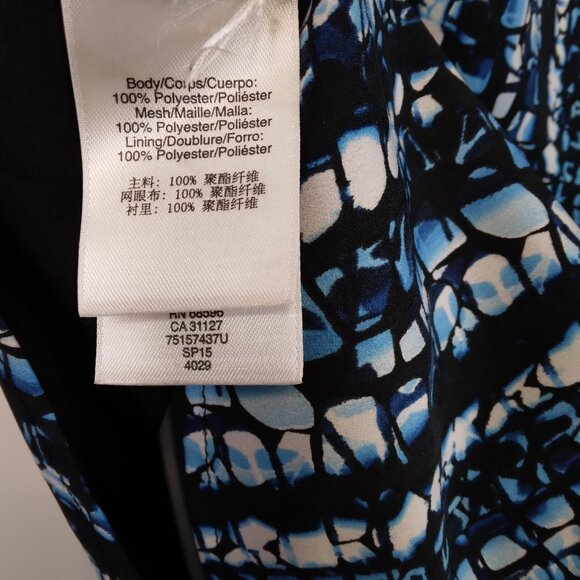 Body/Corps/Cuerpo:
100% Polyester/Poliéster
Mesh/Maille/Malla:
100% Polyester/Poliéster
Lining/Doublure/Forro:
100% Polyester/Poliéster
主料: 100% 聚酯纤维
网眼布: 100% 聚酯纤维
衬里: 100% 聚酯纤维
RN 68596
CA 31127
75157437U
SP15
4029